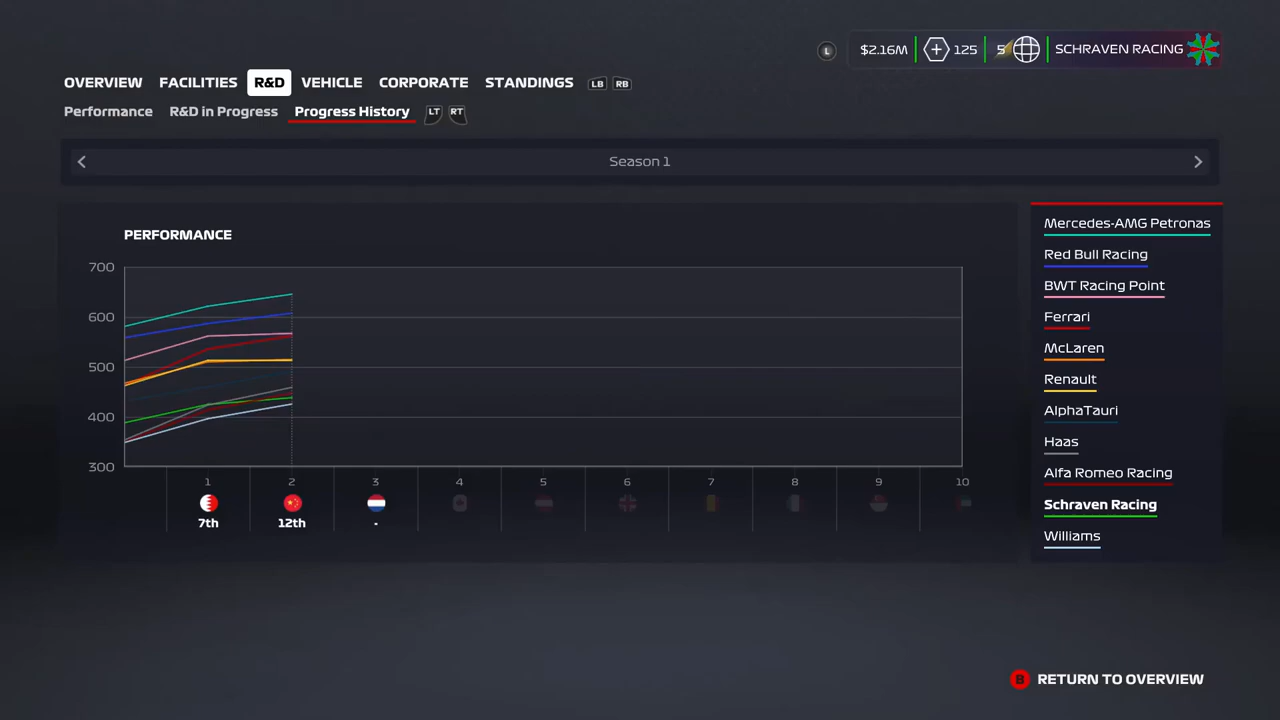 L
$2.16M
125
5
SCHRAVEN RACING
OVERVIEW FACILITIES R&D VEHICLE CORPORATE STANDINGS LB RB
Performance R&D in Progress Progress History LT RT
Season 1
PERFORMANCE
700
600
500
400
300
1 2 3 4 5 6 7 8 9 10
7th 12th -
Mercedes-AMG Petronas
Red Bull Racing
BWT Racing Point
Ferrari
McLaren
Renault
AlphaTauri
Haas
Alfa Romeo Racing
Schraven Racing
Williams
B RETURN TO OVERVIEW